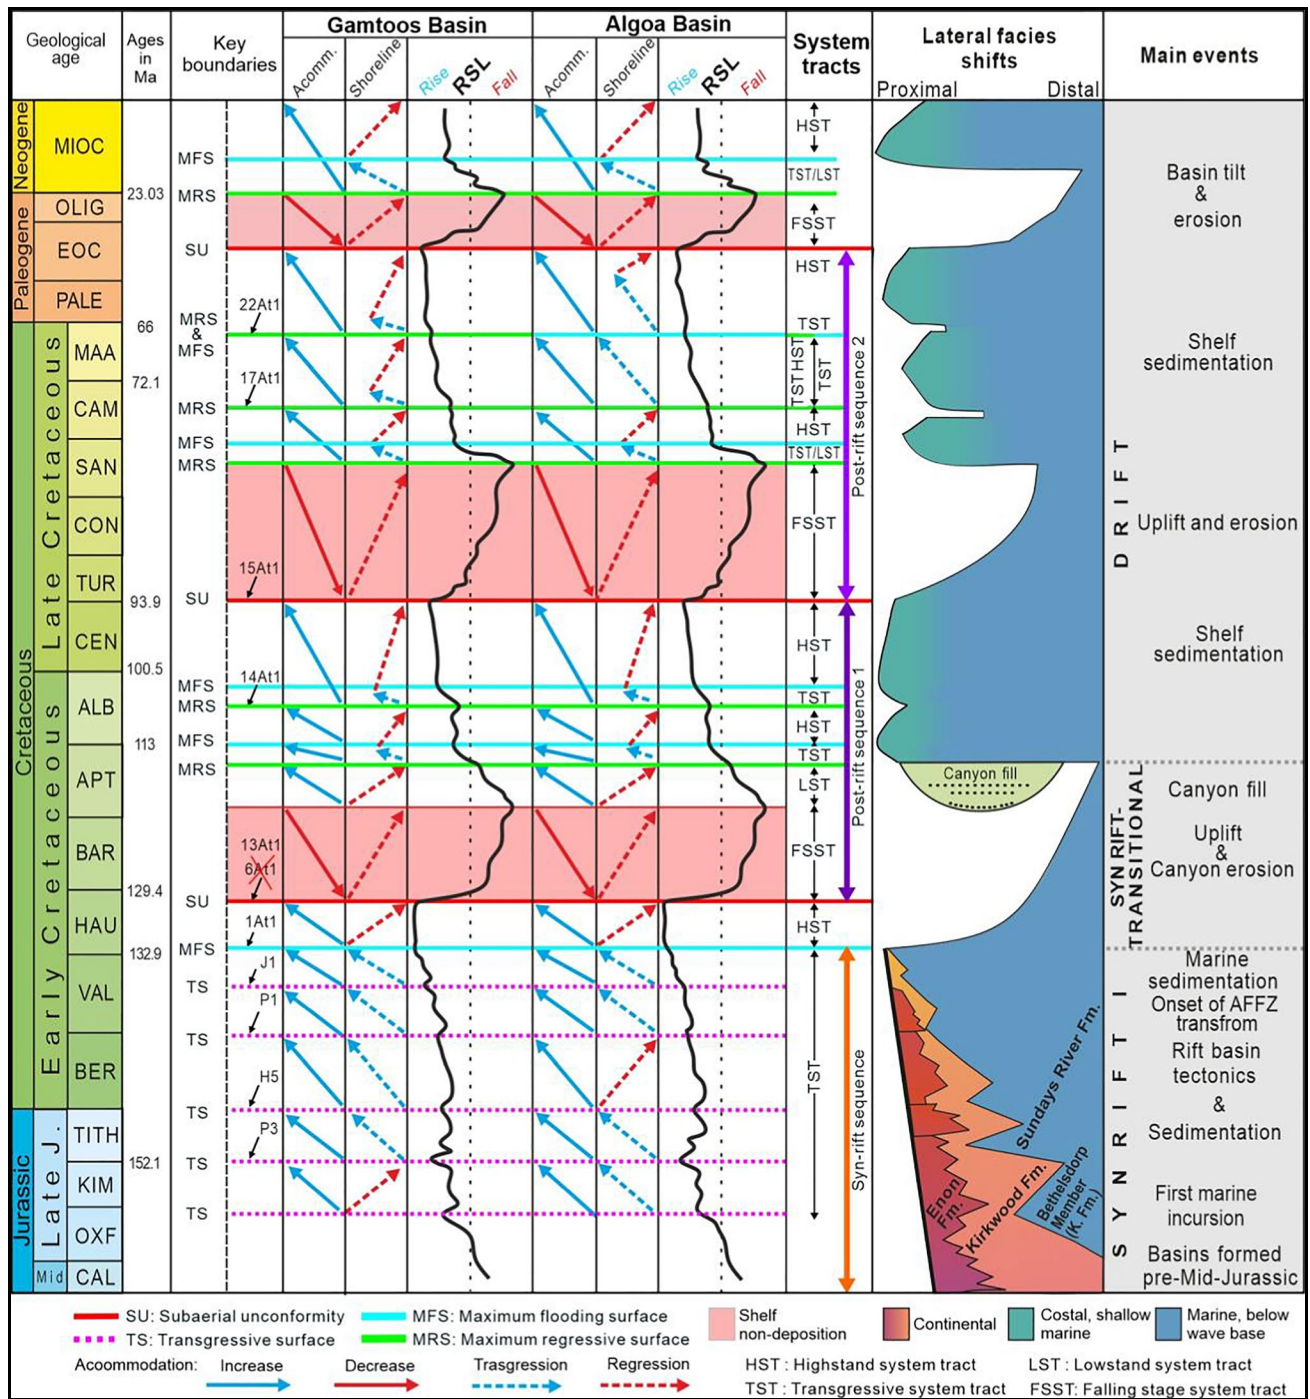 Geological age
Ages in Ma
Key boundaries
Gamtoos Basin
Acomm.
Shoreline
Rise
RSL
Fall
Algoa Basin
Acomm.
Shoreline
Rise
RSL
Fall
System tracts
Lateral facies shifts
Proximal
Distal
Main events
Neogene
Paleogene
Cretaceous
Late Cretaceous
Early Cretaceous
Jurassic
Late J.
Mid
MIOC
OLIG
EOC
PALE
MAA
CAM
SAN
CON
TUR
CEN
ALB
APT
BAR
HAU
VAL
BER
TITH
KIM
OXF
CAL
23.03
66
72.1
93.9
100.5
113
129.4
132.9
152.1
MFS
MRS
SU
22At1
MRS
&
MFS
17At1
MRS
MFS
MRS
15At1
SU
14At1
MFS
MRS
MFS
MRS
13At1
6At1
SU
1At1
MFS
J1
TS
P1
TS
H5
TS
P3
TS
TS
HST
TST/LST
FSST
HST
TST
TST HST
TST
HST
TST/LST
FSST
HST
TST
HST
TST
LST
FSST
HST
TST
Post-rift sequence 2
Post-rift sequence 1
Syn-rift sequence
Canyon fill
Sundays River Fm.
Enon Fm.
Kirkwood Fm.
Bethelsdorp
Member
(K. Fm.)
DRIFT
SYN RIFT-
TRANSITIONAL
SYN RIFT I
Basin tilt
&
erosion
Shelf
sedimentation
Uplift and erosion
Shelf
sedimentation
Canyon fill
Uplift
&
Canyon erosion
Marine
sedimentation
Onset of AFFZ
transfrom
Rift basin
tectonics
&
Sedimentation
First marine
incursion
Basins formed
pre-Mid-Jurassic
SU: Subaerial unconformity
MFS: Maximum flooding surface
Shelf
non-deposition
Continental
Costal, shallow
marine
Marine, below
wave base
TS: Transgressive surface
MRS: Maximum regressive surface
Accommodation:
Increase
Decrease
Trasgression
Regression
HST : Highstand system tract
LST : Lowstand system tract
TST : Transgressive system tract
FSST: Falling stage system tract